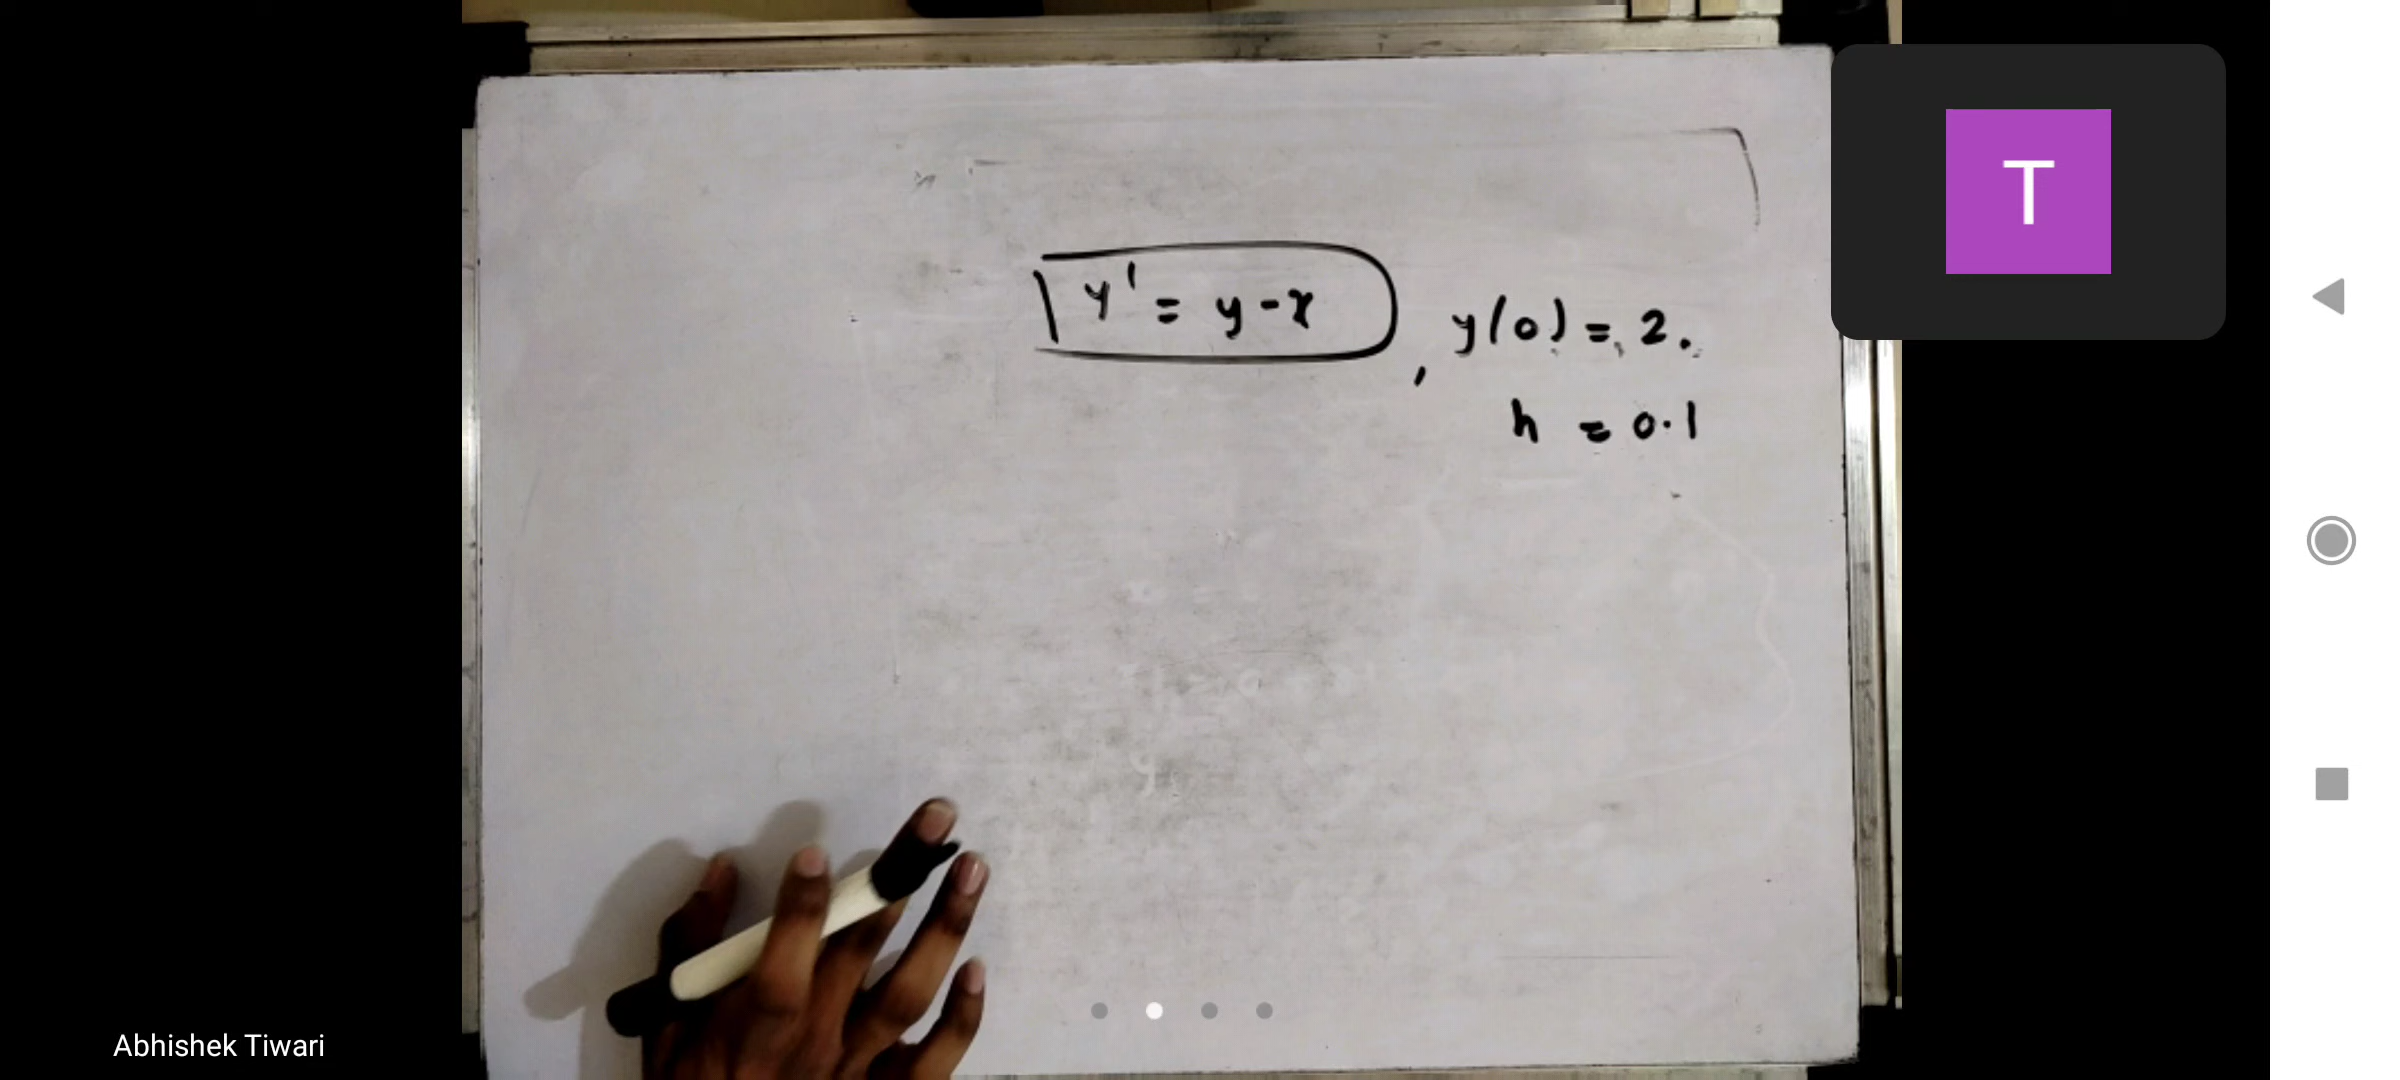 T
y' = y - x , y(0) = 2.
h = 0.1
Abhishek Tiwari